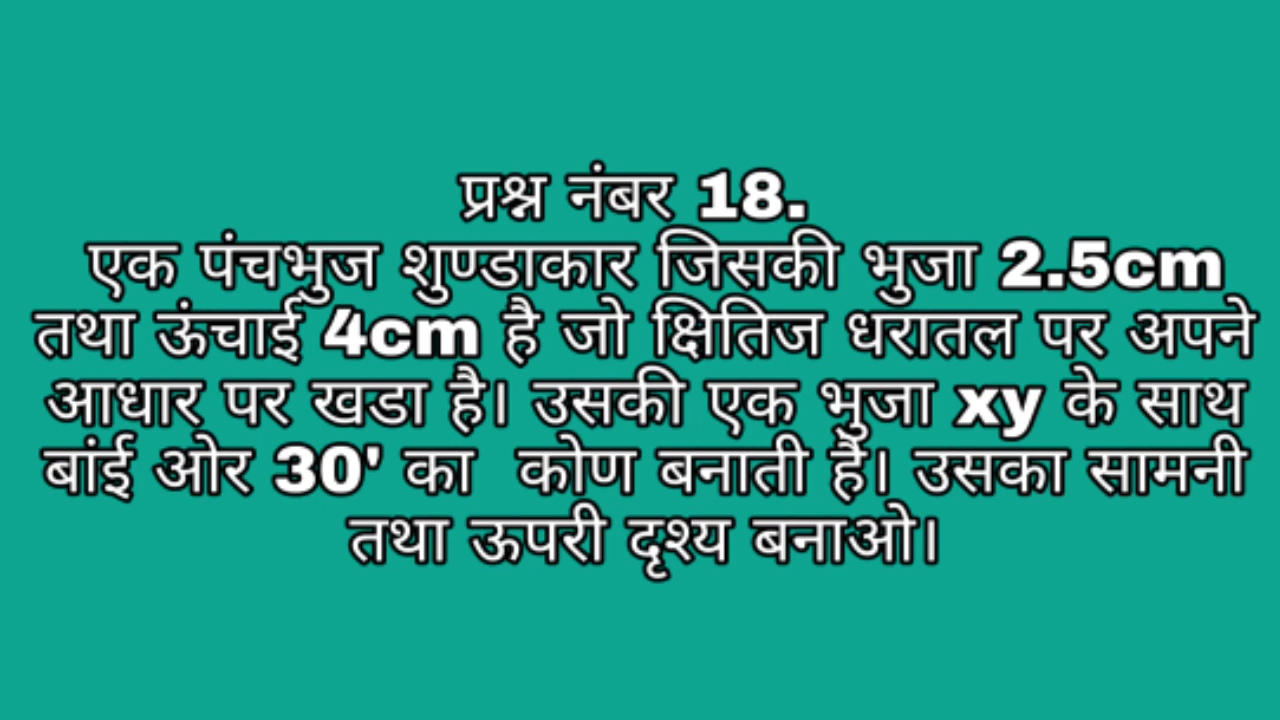 प्रश्न नंबर 18.
एक पंचभुज शुण्डाकार जिसकी भुजा 2.5cm
तथा ऊंचाई 4cm है जो क्षितिज धरातल पर अपने
आधार पर खडा है। उसकी एक भुजा xy के साथ
बांई ओर 30' का कोण बनाती है। उसका सामनी
तथा ऊपरी दृश्य बनाओ।